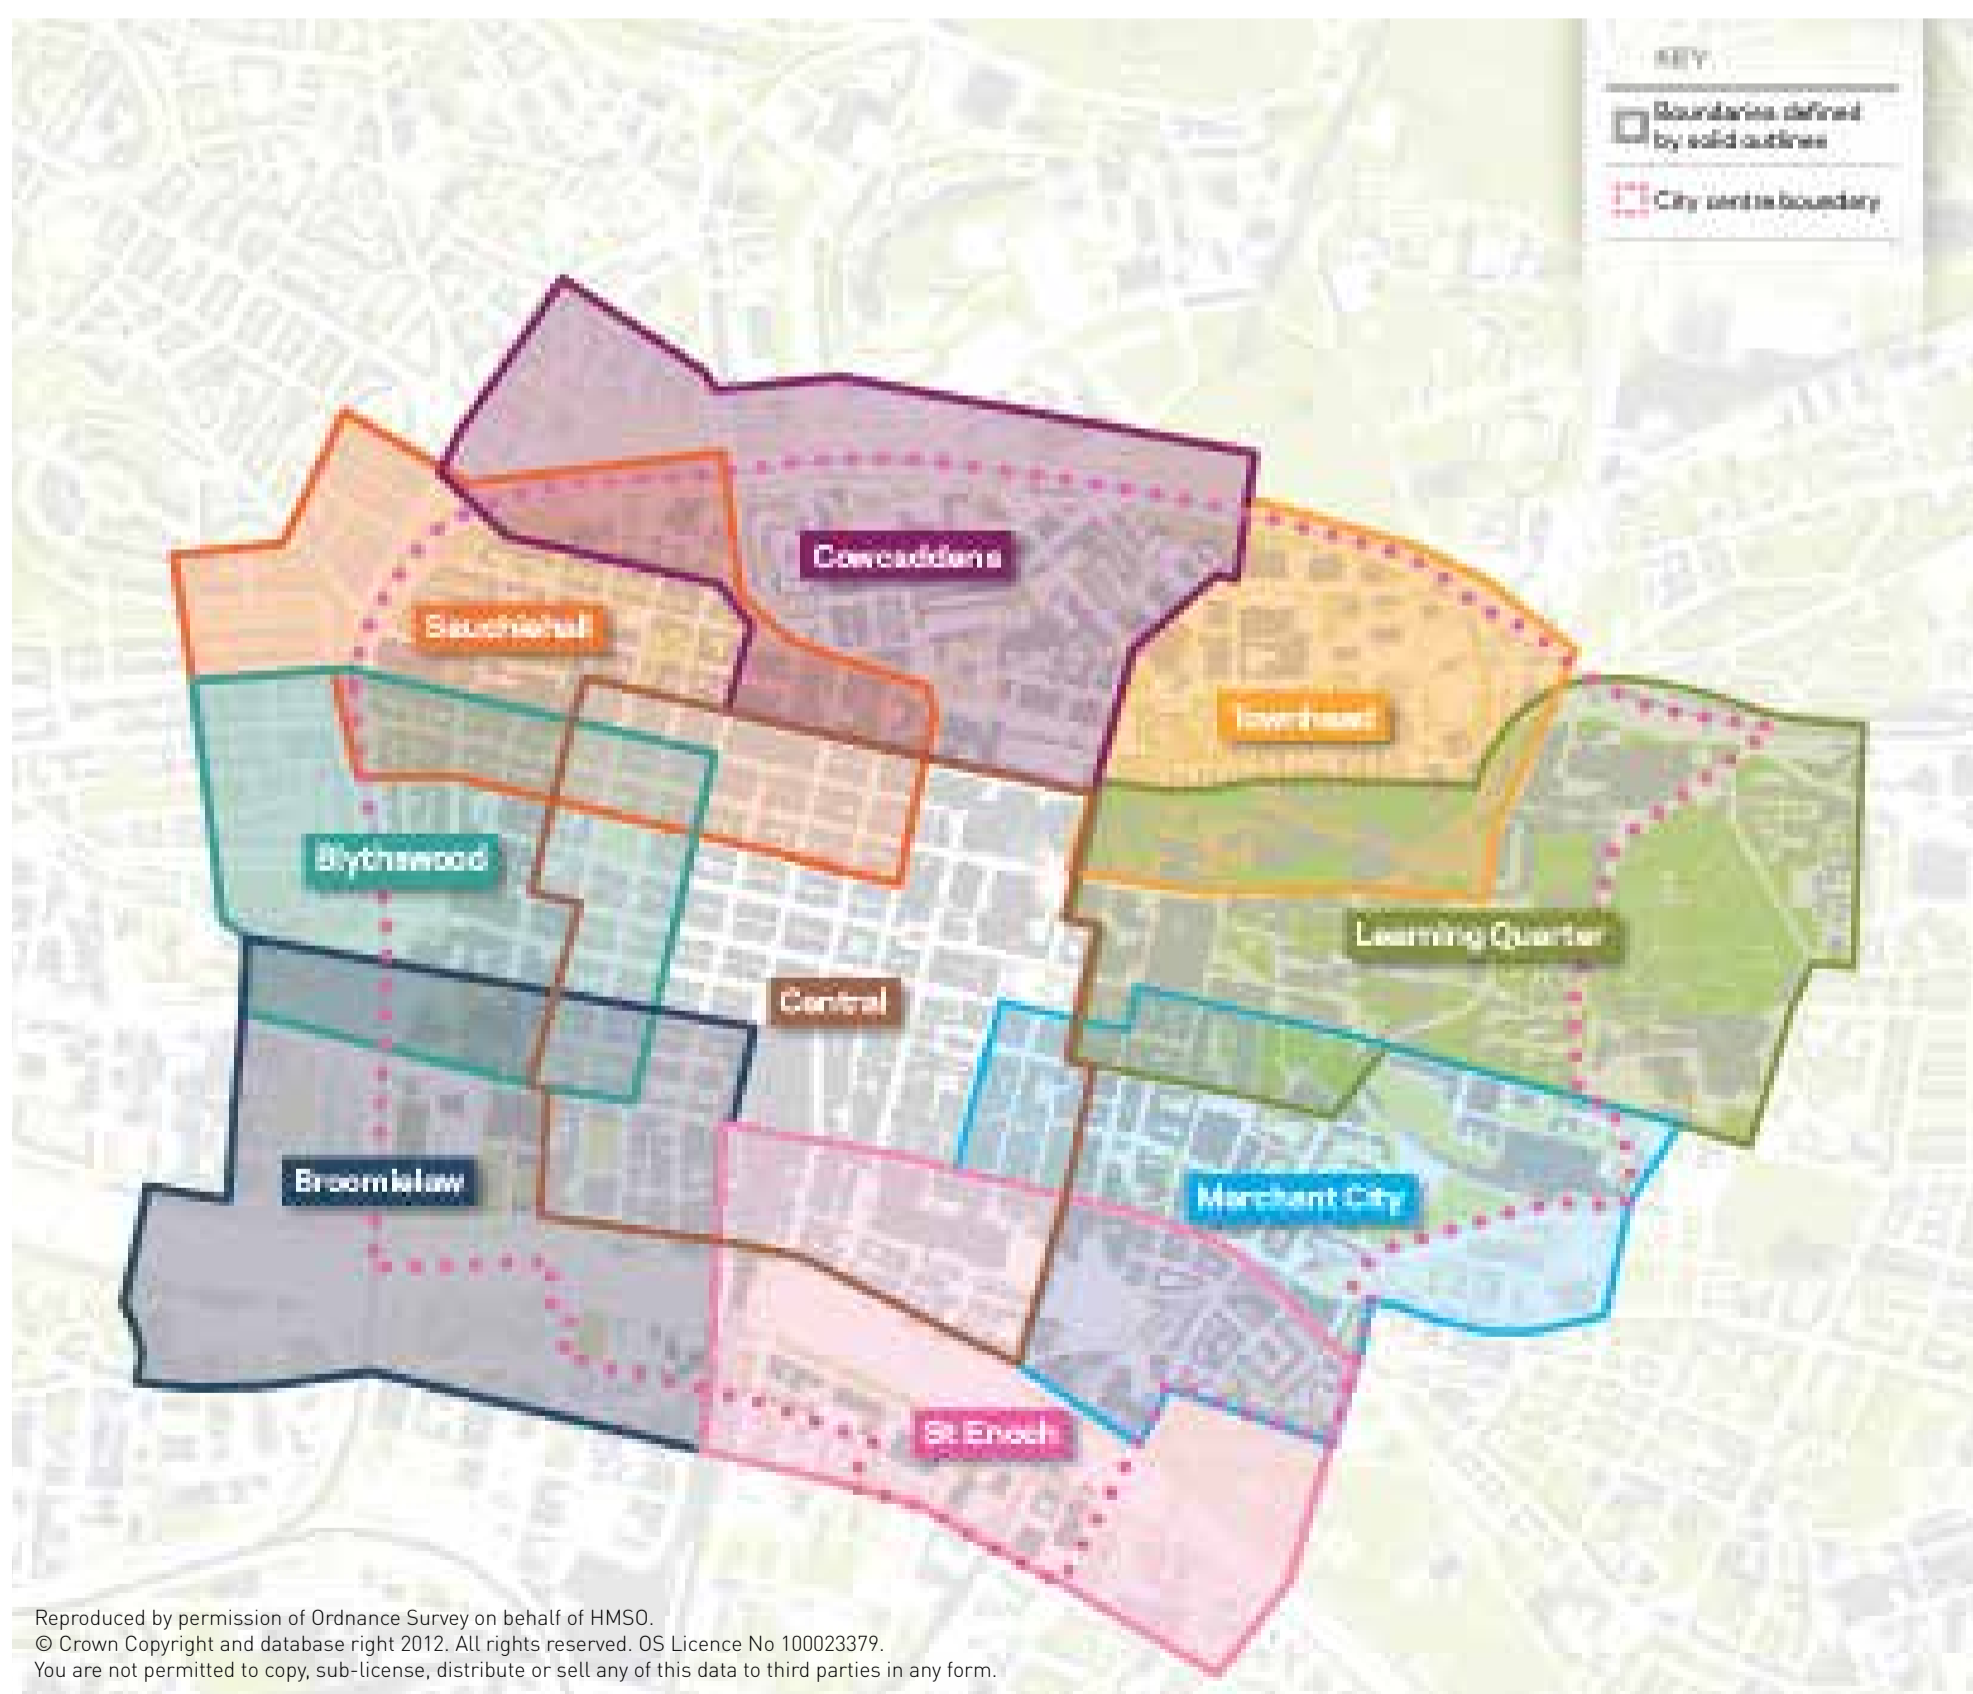 KEY
Boundaries defined
by solid outlines
City centre boundary
Cowcaddens
Sauchiehall
Townhead
Blythswood
Learning Quarter
Central
Broomielaw
Merchant City
St Enoch
Reproduced by permission of Ordnance Survey on behalf of HMSO.
© Crown Copyright and database right 2012. All rights reserved. OS Licence No 100023379.
You are not permitted to copy, sub-license, distribute or sell any of this data to third parties in any form.